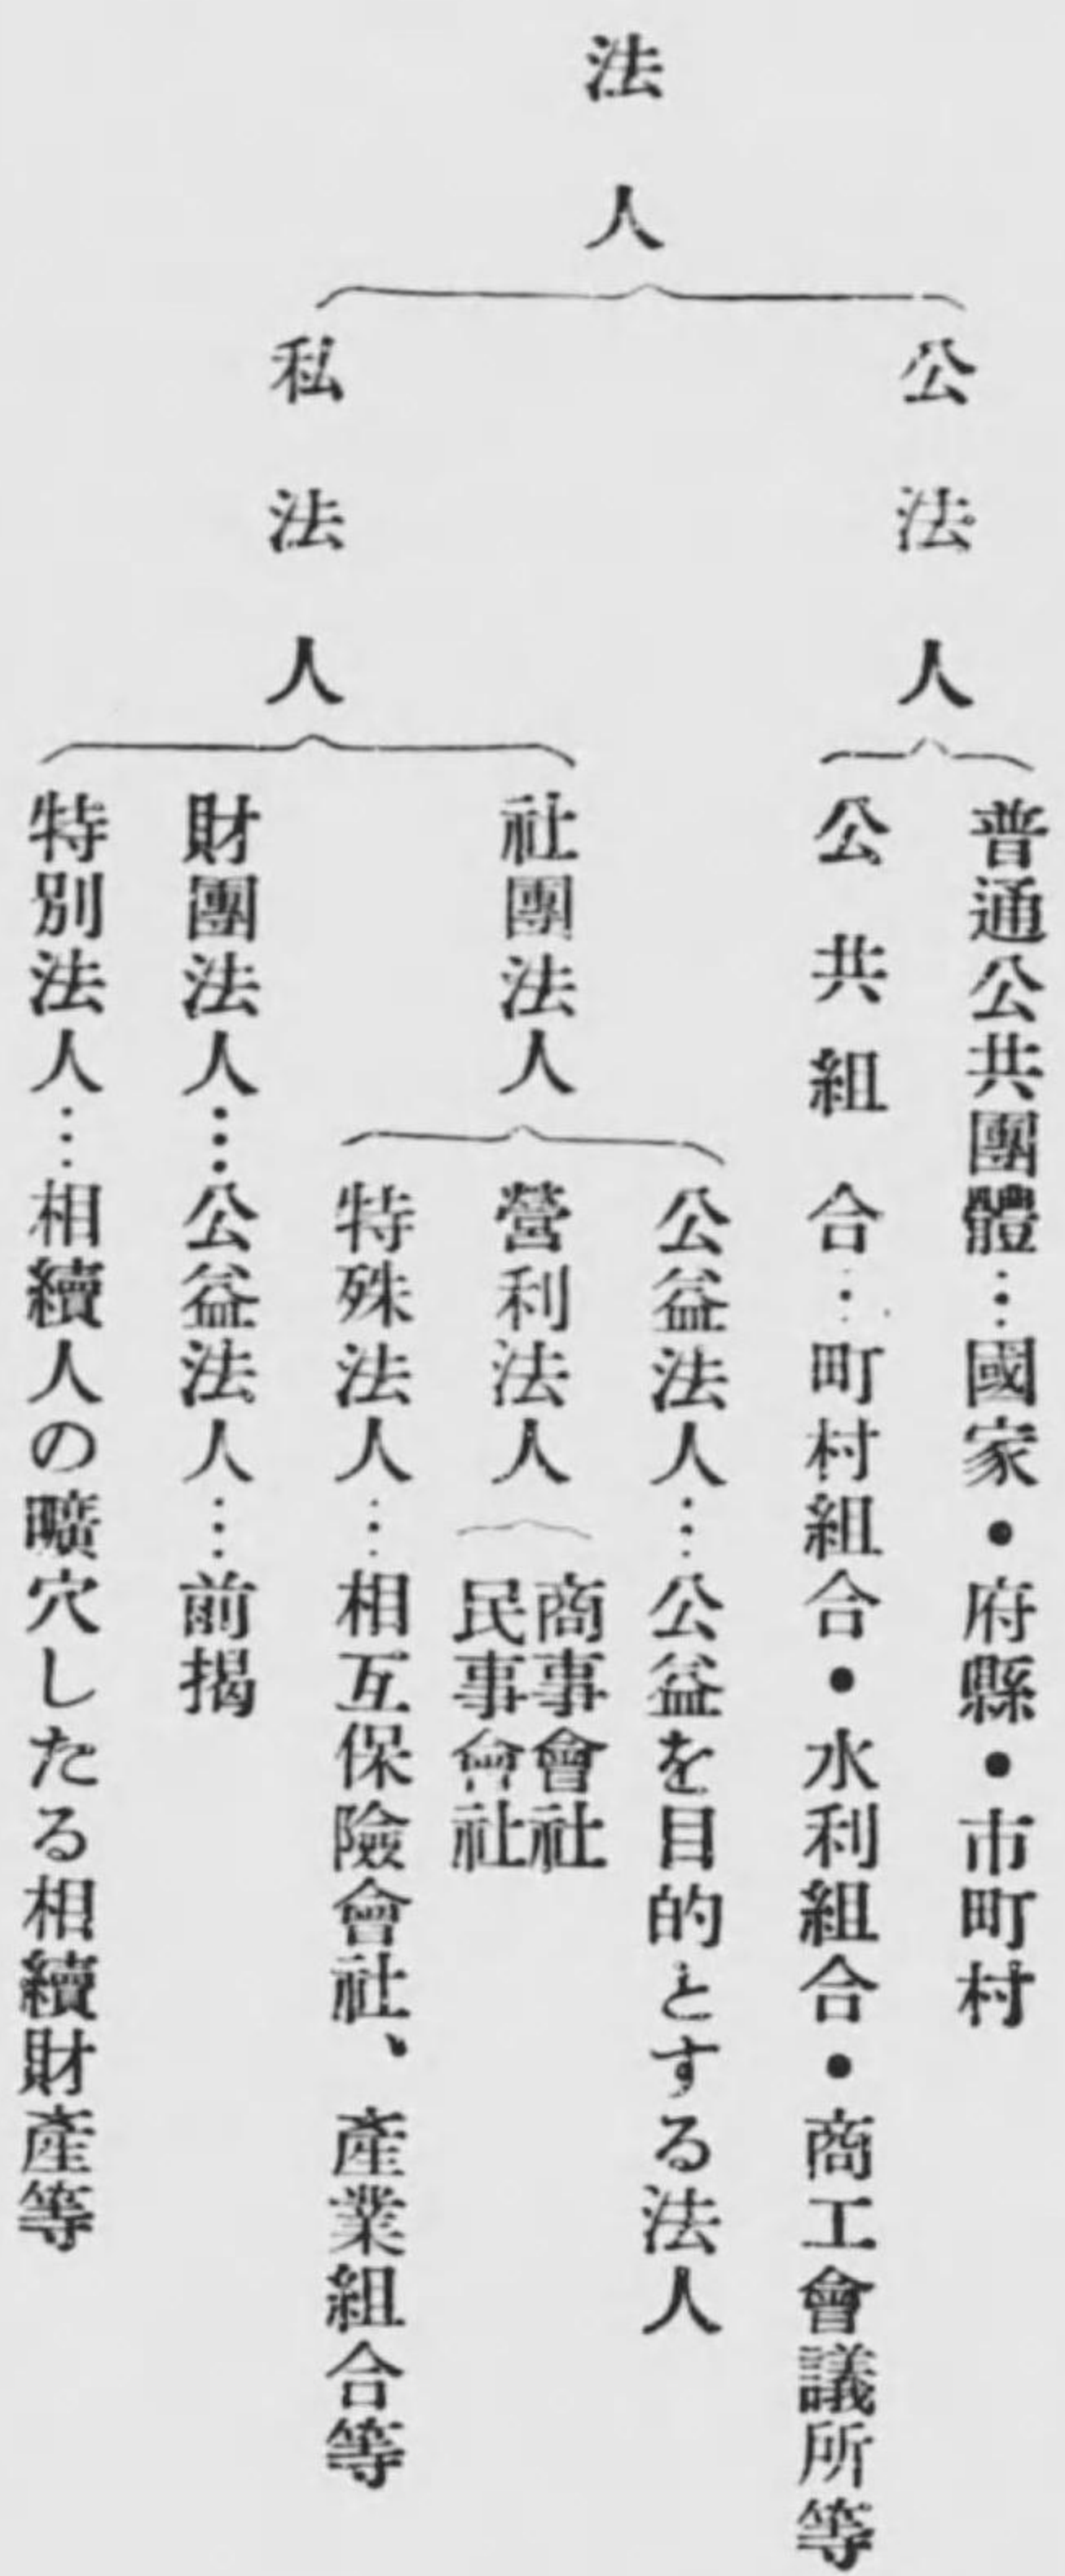 法人
公法人
普通公共團體…國家・府縣・市町村
公共組合…町村組合・水利組合・商工會議所等
私法人
社團法人
公益法人…公益を目的とする法人
營利法人
商事會社
民事會社
特殊法人…相互保險會社、產業組合等
財團法人…公益法人…前揭
特別法人…相續人の曠穴したる相續財產等